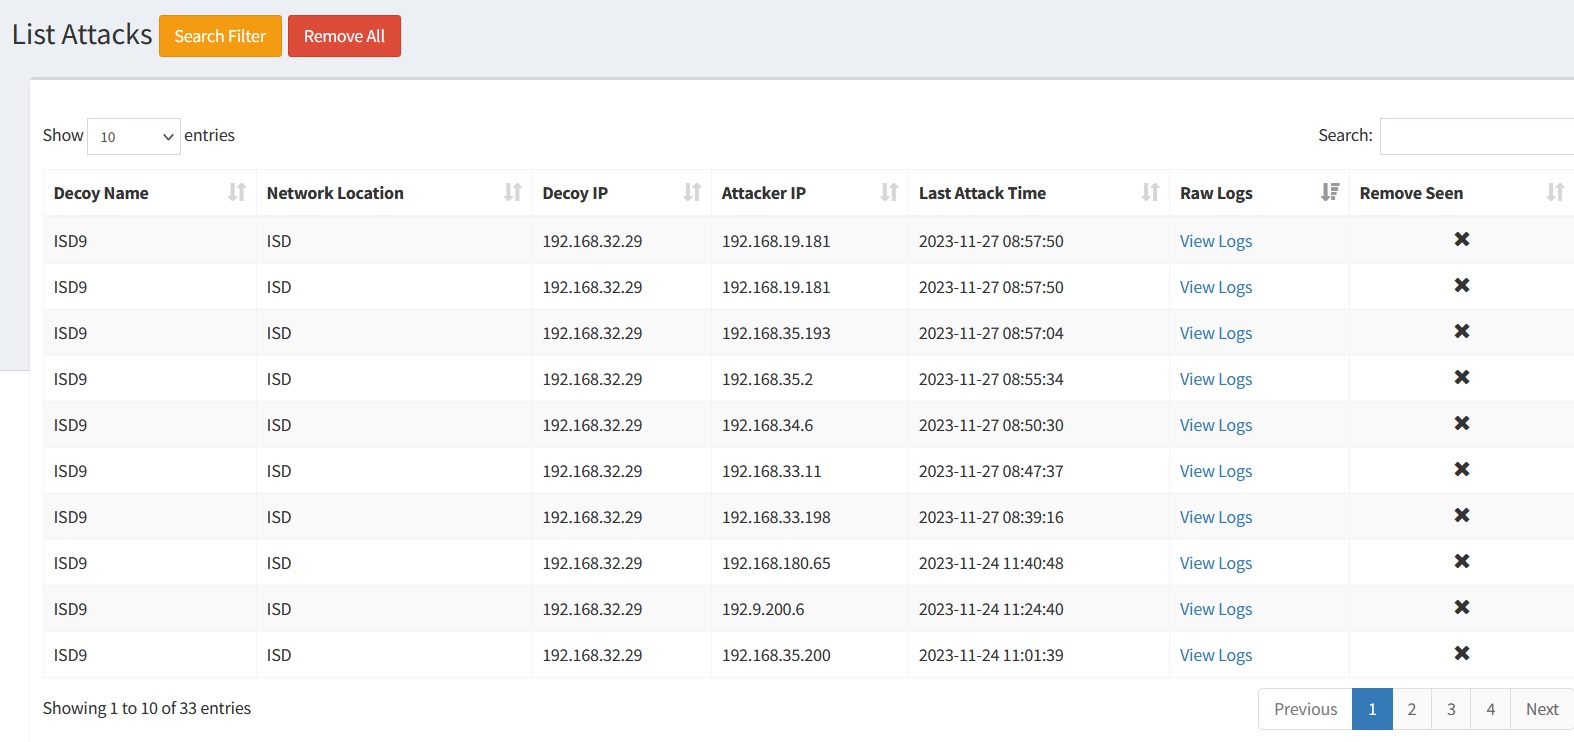 List Attacks Search Filter Remove All
Show 10 entries Search:
Decoy Name Network Location Decoy IP Attacker IP Last Attack Time Raw Logs Remove Seen
ISD9 ISD 192.168.32.29 192.168.19.181 2023-11-27 08:57:50 View Logs
ISD9 ISD 192.168.32.29 192.168.19.181 2023-11-27 08:57:50 View Logs
ISD9 ISD 192.168.32.29 192.168.35.193 2023-11-27 08:57:04 View Logs
ISD9 ISD 192.168.32.29 192.168.35.2 2023-11-27 08:55:34 View Logs
ISD9 ISD 192.168.32.29 192.168.34.6 2023-11-27 08:50:30 View Logs
ISD9 ISD 192.168.32.29 192.168.33.11 2023-11-27 08:47:37 View Logs
ISD9 ISD 192.168.32.29 192.168.33.198 2023-11-27 08:39:16 View Logs
ISD9 ISD 192.168.32.29 192.168.180.65 2023-11-24 11:40:48 View Logs
ISD9 ISD 192.168.32.29 192.9.200.6 2023-11-24 11:24:40 View Logs
ISD9 ISD 192.168.32.29 192.168.35.200 2023-11-24 11:01:39 View Logs
Showing 1 to 10 of 33 entries Previous 1 2 3 4 Next